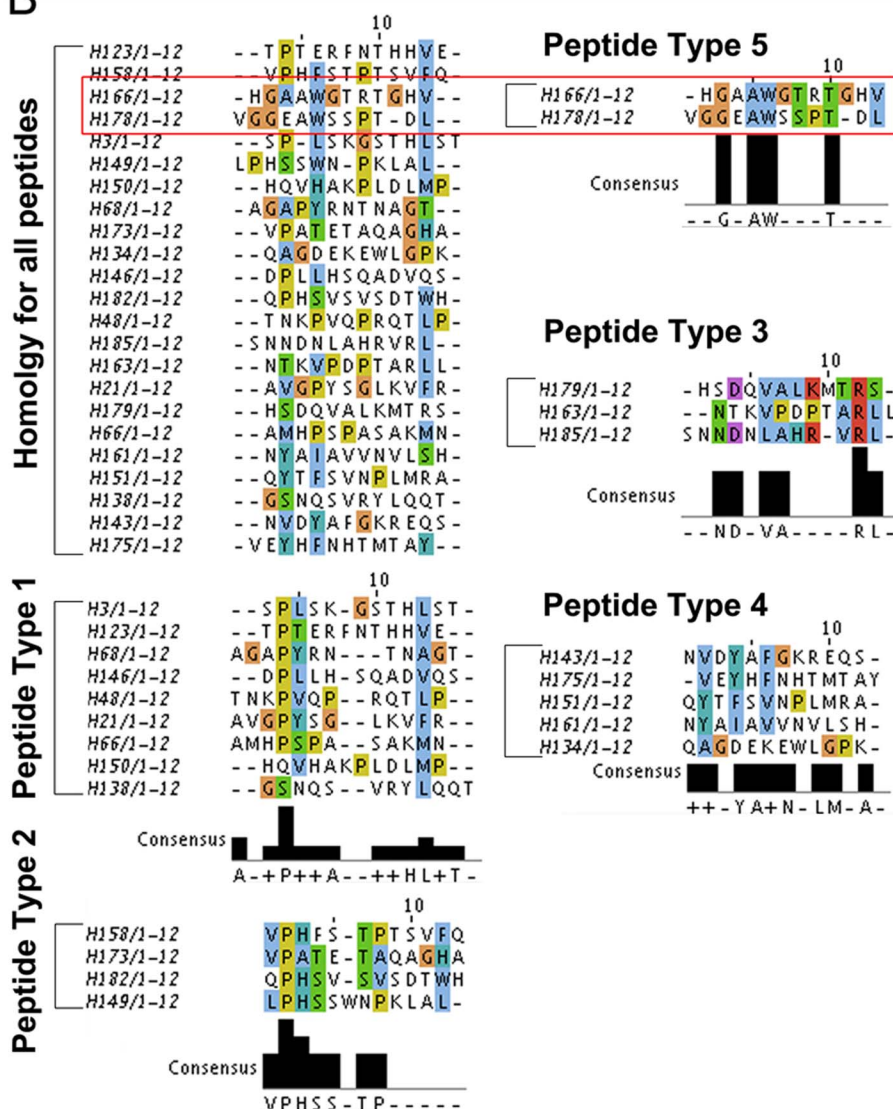 Homolgy for all peptides
10
H123/1-12 --TPTERFNTHHVE-
H158/1-12 --VPHFSTPTSVFQ-
H166/1-12 -HGAAWGTRTGHV--
H178/1-12 VGGEAWSSPT-DL--
H3/1-12 --SP-LSKGSTHLST
H149/1-12 LPHSSWN-PKLAL--
H150/1-12 --HQVHAKPLDLMP-
H68/1-12 -AGAPYRNTNAGT--
H173/1-12 --VPATETAQAGHA-
H134/1-12 --QAGDEKEWLGPK-
H146/1-12 --DPLLHSQADVQS-
H182/1-12 --QPHSVSVSDTWH-
H48/1-12 --TNKPVQPRQTLP-
H185/1-12 -SNNDNLAHRVRL--
H163/1-12 --NTKVPDPTARLL-
H21/1-12 --AVGPYSGLKVFR-
H179/1-12 --HSDQVALKMTRS-
H66/1-12 --AMHPSPASAKMN-
H161/1-12 --NYAIAVVNVLSH-
H151/1-12 --QYTFSVNPLMRA-
H138/1-12 --GSNQSVRYLQQT-
H143/1-12 --NVDYAFGKREQS-
H175/1-12 -VEYHFNHTMTAY--
Peptide Type 1
10
H3/1-12 --SPLSK-GSTHLST-
H123/1-12 --TPTERFNTHHVE--
H68/1-12 AGAPYRN---TNAGT-
H146/1-12 --DPLLH-SQADVQS-
H48/1-12 TNKPVQP--RQTLP--
H21/1-12 AVGPYSG--LKVFR--
H66/1-12 AMHPSPA--SAKMN--
H150/1-12 --HQVHAKPLDLMP--
H138/1-12 --GSNQS--VRYLQQT
Consensus
A-+P++A--++HL+T-
Peptide Type 2
10
H158/1-12 VPHFS-TPTSVFQ
H173/1-12 VPATE-TAQAGHA
H182/1-12 QPHSV-SVSDTWH
H149/1-12 LPHSSWNPKLAL-
Consensus
VPHSS-TP-----
Peptide Type 5
10
H166/1-12 -HGAAWGTRTGHV
H178/1-12 VGGEAWSSPT-DL
Consensus
--G-AW---T---
Peptide Type 3
10
H179/1-12 -HSDQVALKMTRS-
H163/1-12 --NTKVPDPTARLL
H185/1-12 SNNDNLAHR-VRL-
Consensus
---ND-VA----RL-
Peptide Type 4
10
H143/1-12 NVDYAFGKREQS-
H175/1-12 -VEYHFNHTMTAY
H151/1-12 QYTFSVNPLMRA-
H161/1-12 NYAIAVVNVLSH-
H134/1-12 QAGDEKEWLGPK-
Consensus
++-YA+N-LM-A-